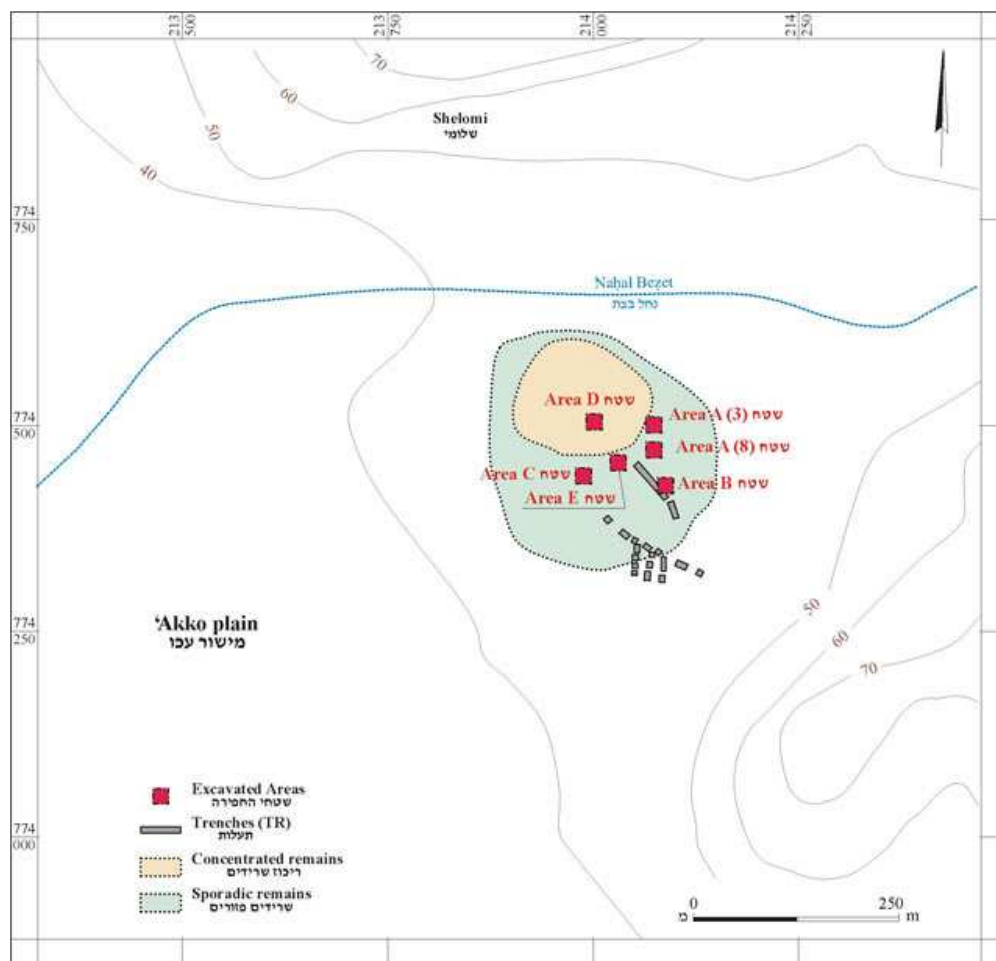 213
500
213
750
214
000
214
250
70
60
50
40
Shelomi
שלומי
774
750
Naḥal Beẓet
נחל בצת
Area D שטח
774
500
Area A (3) שטח
Area A (8) שטח
Area C שטח
Area B שטח
Area E שטח
50
60
70
774
250
'Akko plain
מישור עכו
Excavated Areas
שטחי החפירה
Trenches (TR)
תעלות
774
000
Concentrated remains
ריכוז שרידים
Sporadic remains
שרידים פזורים
0
250
מ
m